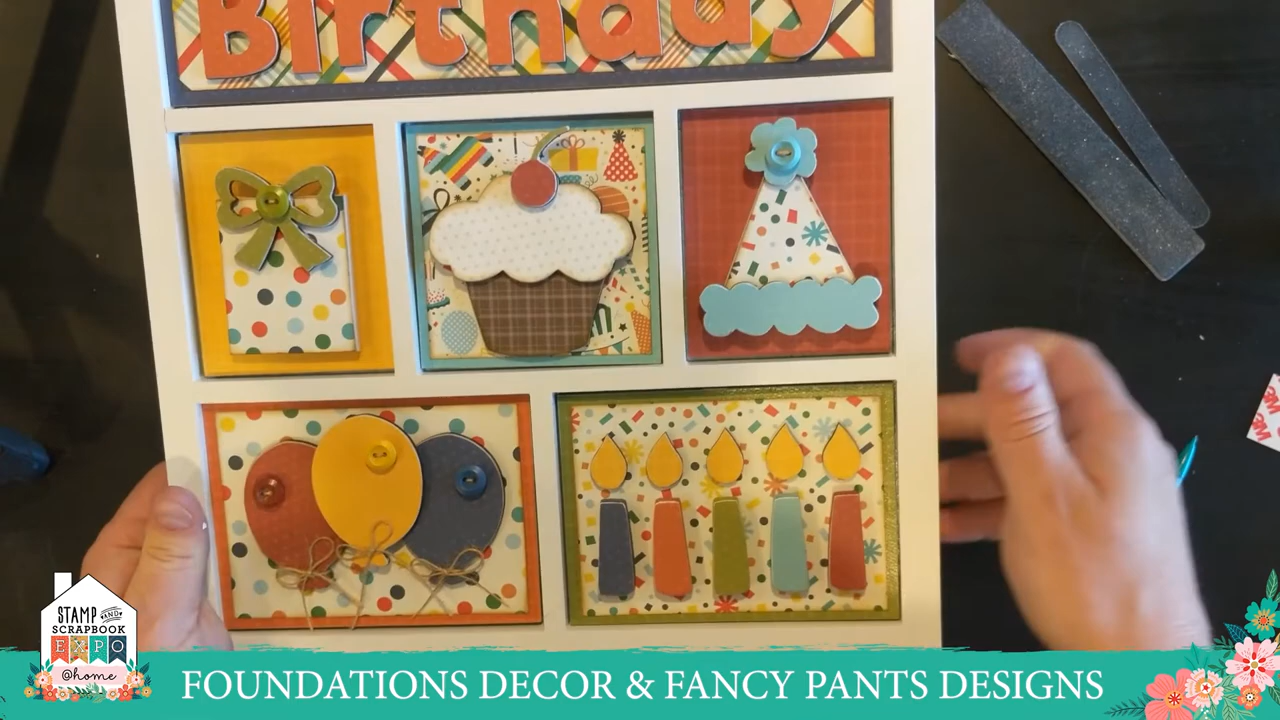 Birthday
STAMP AND
SCRAPBOOK
EXPO
@home
FOUNDATIONS DECOR & FANCY PANTS DESIGNS